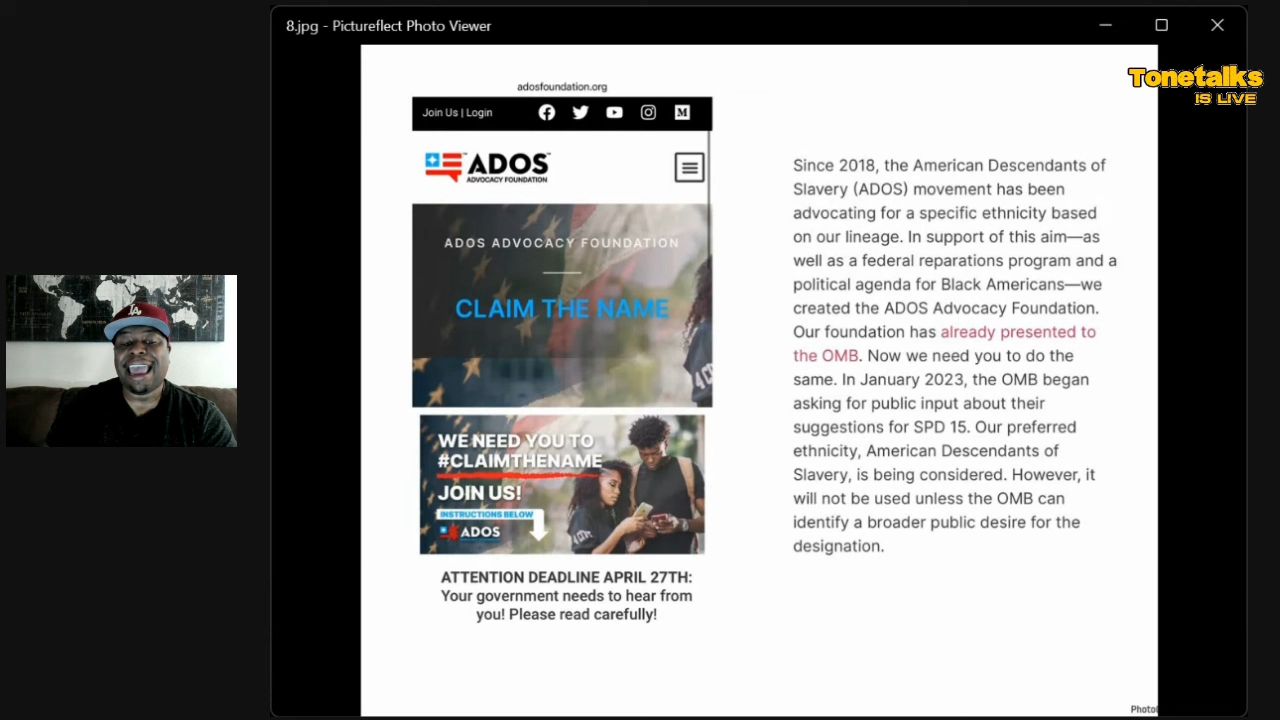 8.jpg - Pictureflect Photo Viewer
Tonetalks
IS LIVE
adosfoundation.org
Join Us | Login
ADOS
ADVOCACY FOUNDATION
ADOS ADVOCACY FOUNDATION
CLAIM THE NAME
WE NEED YOU TO
#CLAIMTHENAME
JOIN US!
INSTRUCTIONS BELOW
ADOS
ATTENTION DEADLINE APRIL 27TH:
Your government needs to hear from
you! Please read carefully!
Since 2018, the American Descendants of
Slavery (ADOS) movement has been
advocating for a specific ethnicity based
on our lineage. In support of this aim—as
well as a federal reparations program and a
political agenda for Black Americans—we
created the ADOS Advocacy Foundation.
Our foundation has already presented to
the OMB. Now we need you to do the
same. In January 2023, the OMB began
asking for public input about their
suggestions for SPD 15. Our preferred
ethnicity, American Descendants of
Slavery, is being considered. However, it
will not be used unless the OMB can
identify a broader public desire for the
designation.